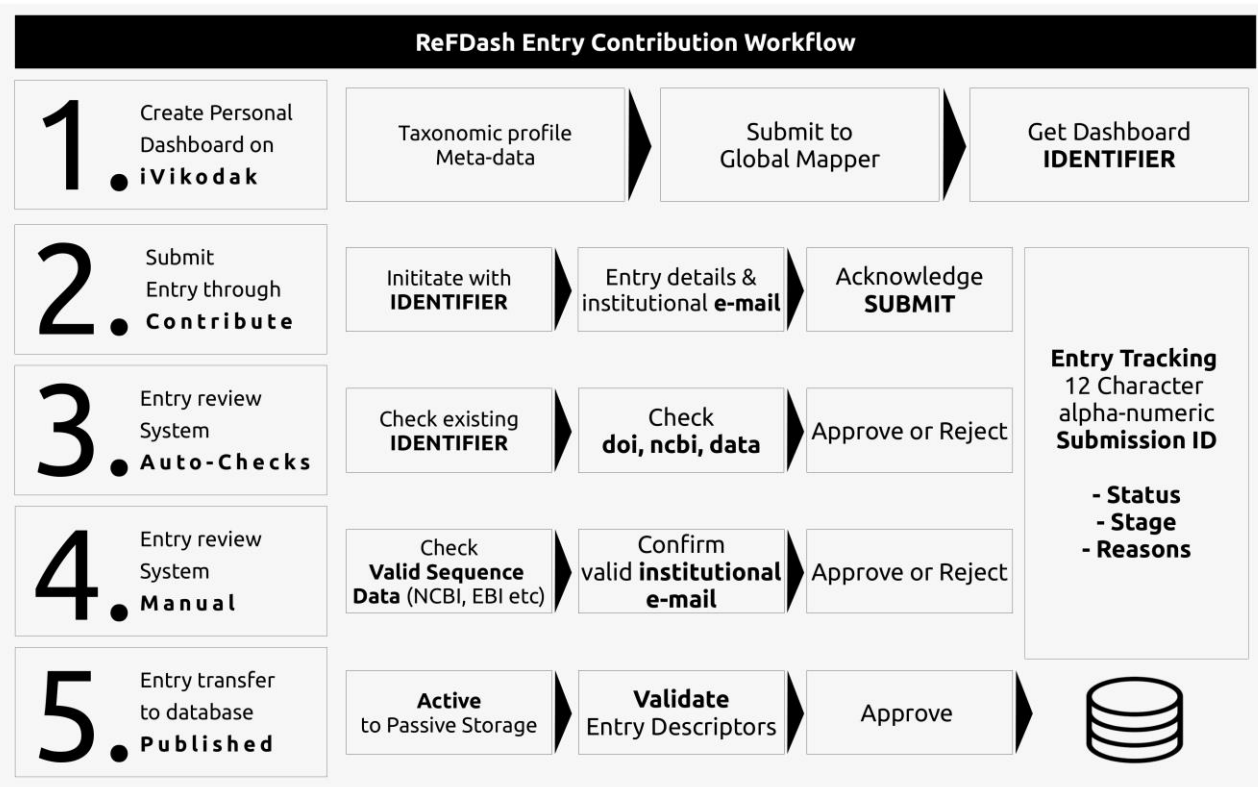 ReFDash Entry Contribution Workflow
1.
Create Personal
Dashboard on
iVikodak
Taxonomic profile
Meta-data
Submit to
Global Mapper
Get Dashboard
IDENTIFIER
2.
Submit
Entry through
Contribute
Inititate with
IDENTIFIER
Entry details &
institutional e-mail
Acknowledge
SUBMIT
3.
Entry review
System
Auto-Checks
Check existing
IDENTIFIER
Check
doi, ncbi, data
Approve or Reject
4.
Entry review
System
Manual
Check
Valid Sequence
Data (NCBI, EBI etc)
Confirm
valid institutional
e-mail
Approve or Reject
Entry Tracking
12 Character
alpha-numeric
Submission ID
- Status
- Stage
- Reasons
5.
Entry transfer
to database
Published
Active
to Passive Storage
Validate
Entry Descriptors
Approve